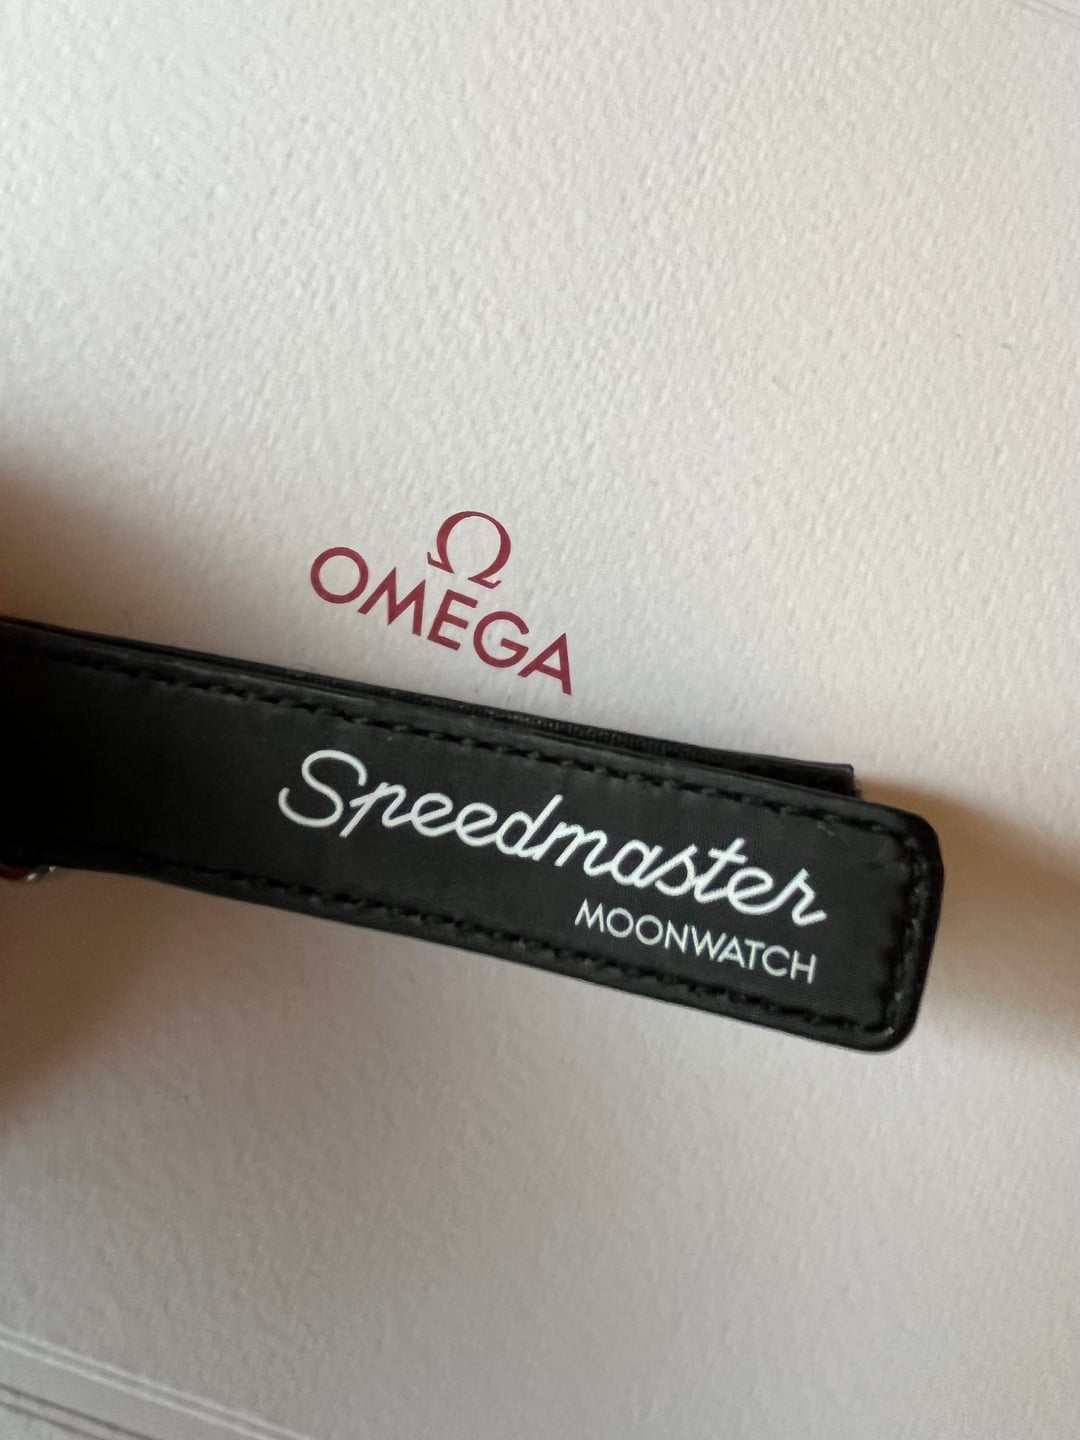 Ω
OMEGA
Speedmaster
MOONWATCH